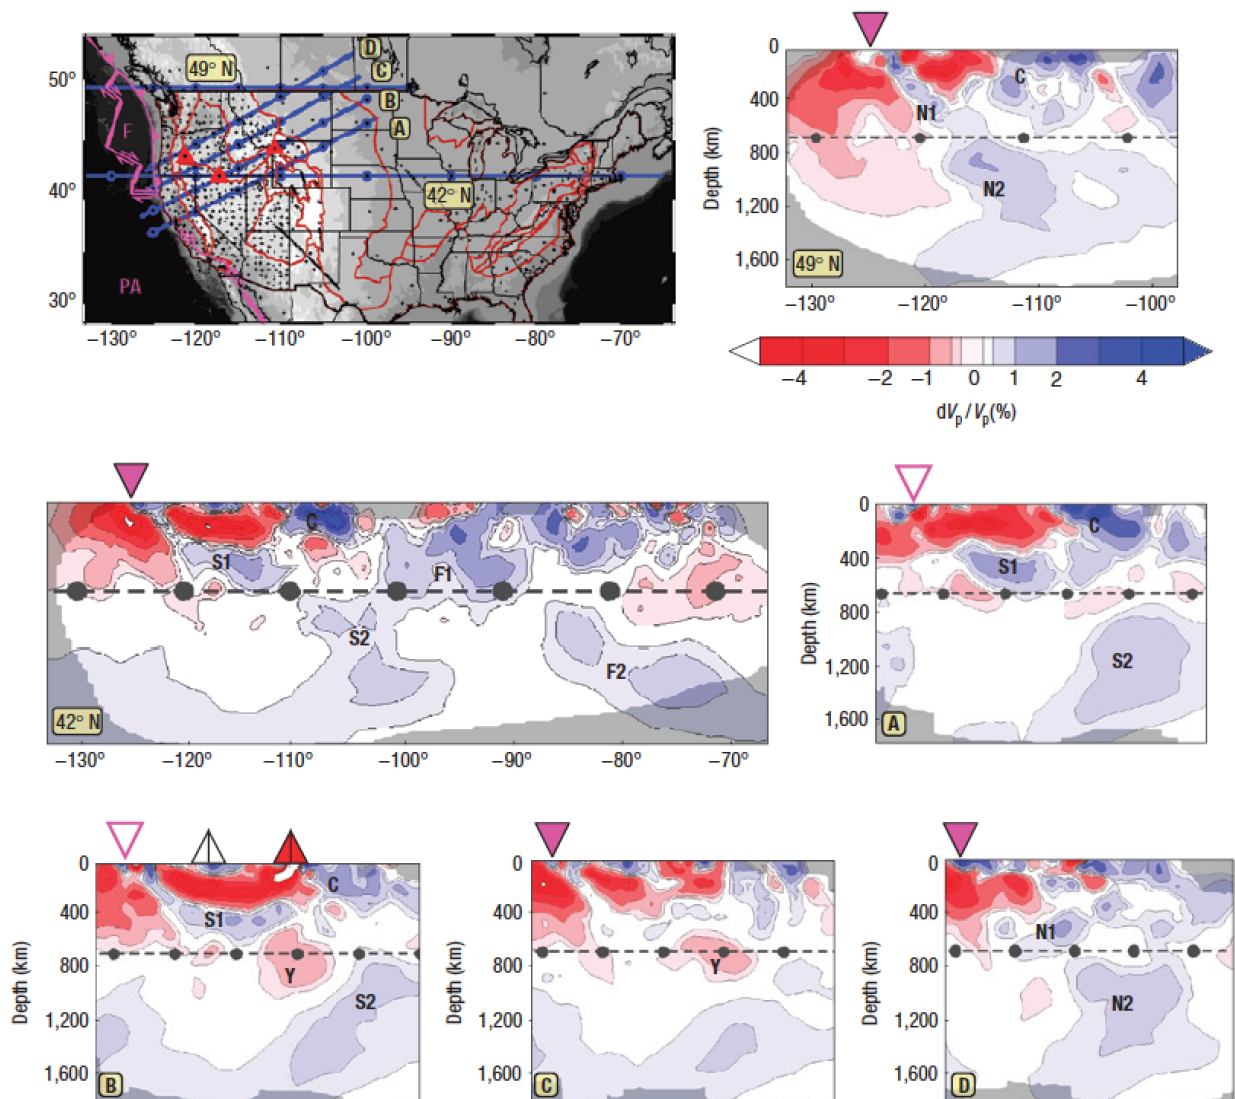 50°
40°
30°
49° N
42° N
D
C
B
A
F
PA
−130° −120° −110° −100° −90° −80° −70°
0
400
800
1,200
1,600
Depth (km)
C
N1
N2
49° N
−130° −120° −110° −100°
−4 −2 −1 0 1 2 4
dVp / Vp(%)
C
S1
F1
S2
F2
42° N
−130° −120° −110° −100° −90° −80° −70°
0
400
800
1,200
1,600
Depth (km)
C
S1
S2
A
0
400
800
1,200
1,600
Depth (km)
C
S1
Y
S2
B
0
400
800
1,200
1,600
Depth (km)
Y
C
0
400
800
1,200
1,600
Depth (km)
N1
N2
D